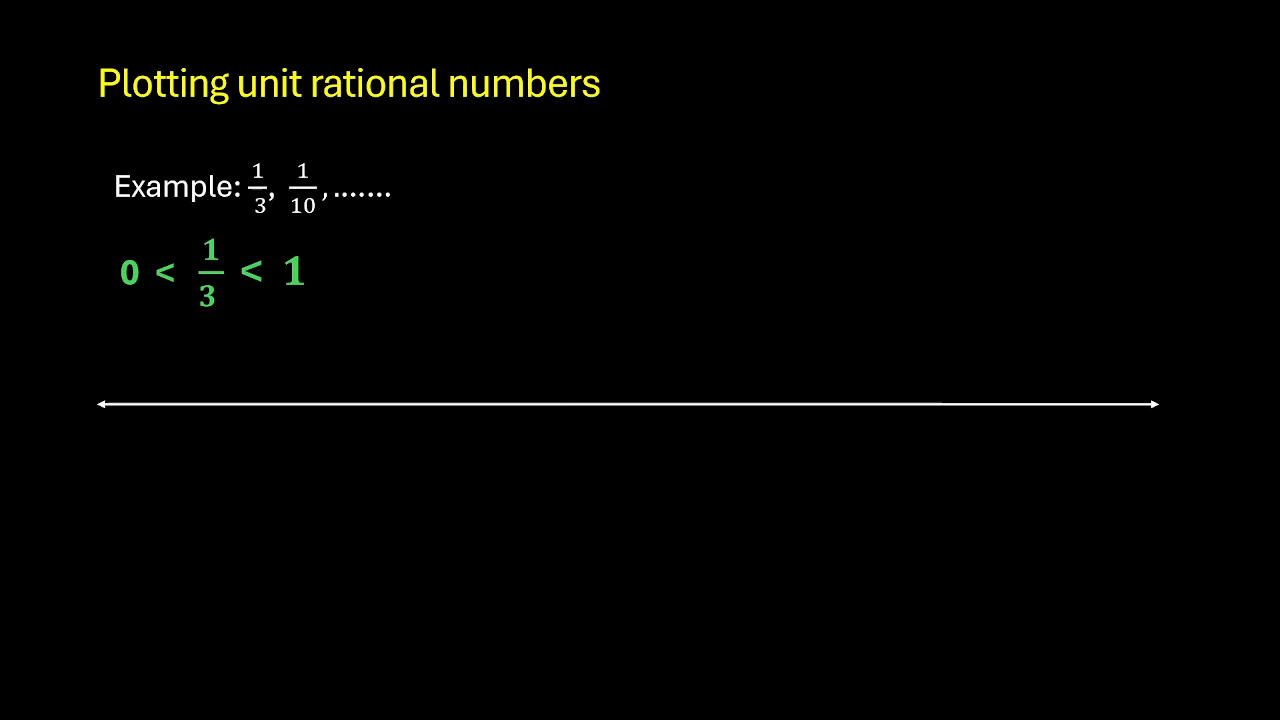 Plotting unit rational numbers
Example: 1/3, 1/10, .......
0 < 1/3 < 1